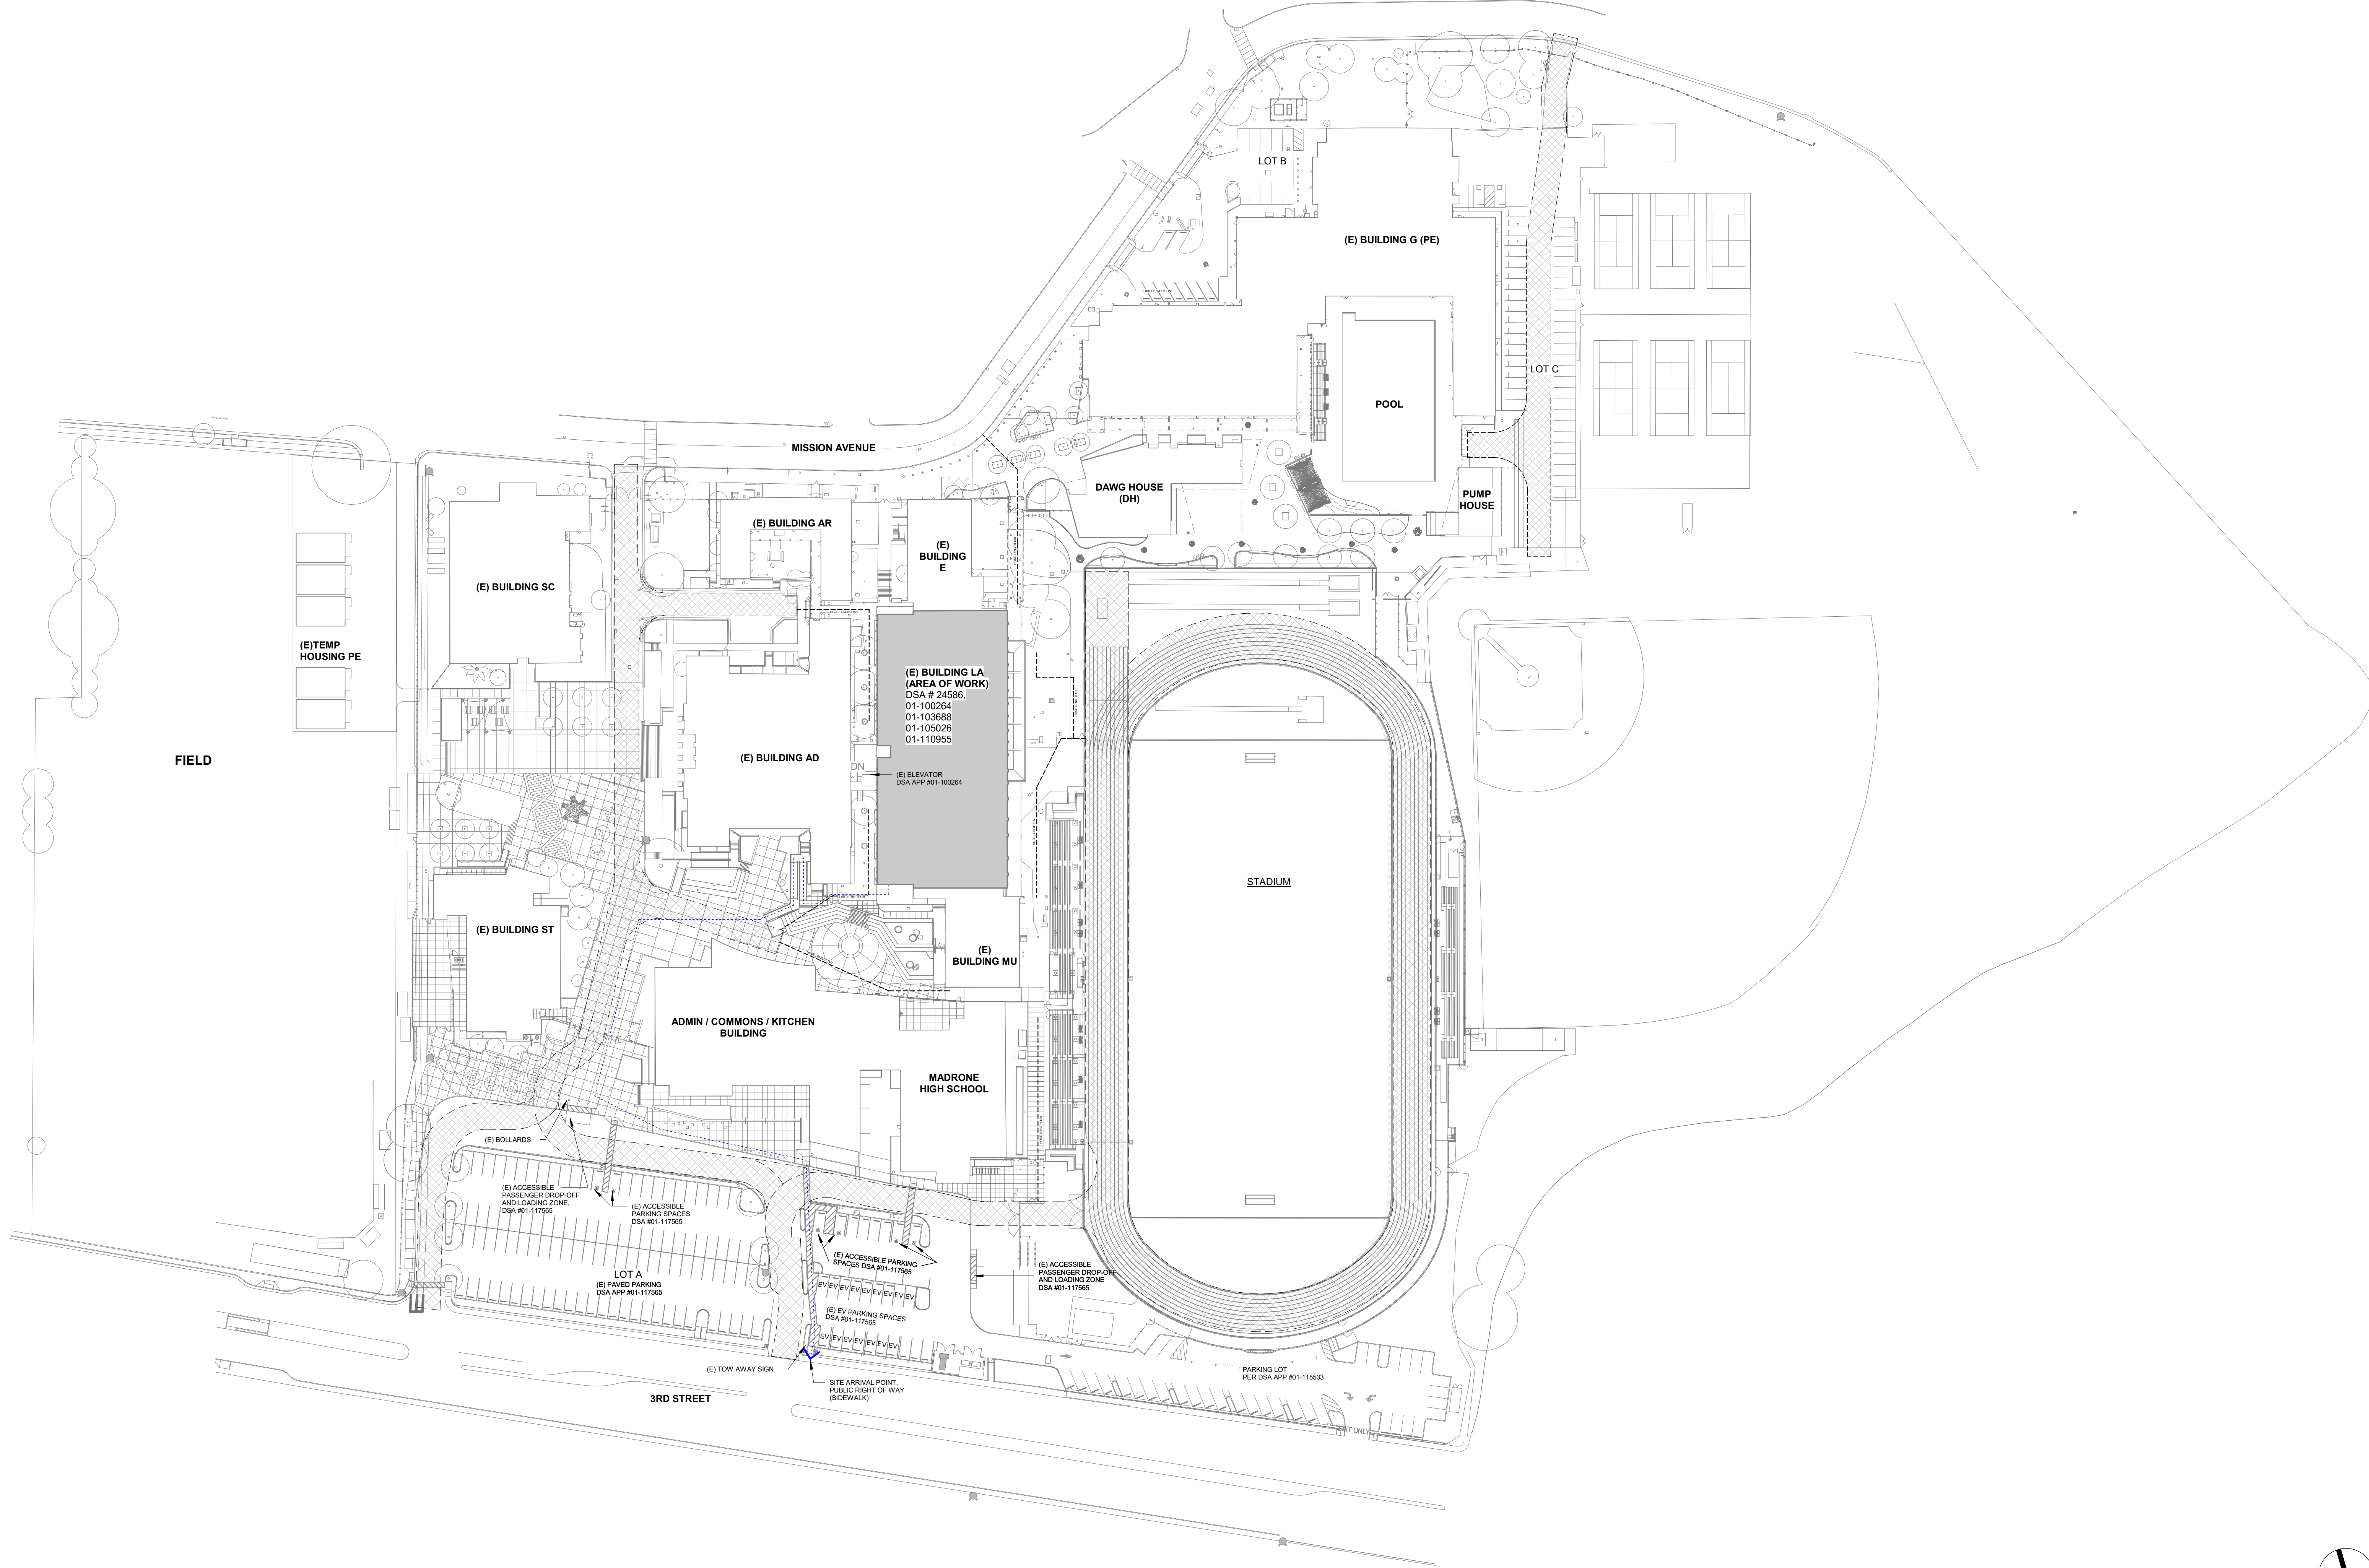 LOT B
(E) BUILDING G (PE)
LOT C
POOL
MISSION AVENUE
DAWG HOUSE
(DH)
PUMP
HOUSE
(E) BUILDING AR
(E)
BUILDING
E
(E) BUILDING SC
(E)TEMP
HOUSING PE
(E) BUILDING LA
(AREA OF WORK)
DSA # 24586,
01-100264
01-103688
01-105026
01-110955
FIELD
(E) BUILDING AD
DN
(E) ELEVATOR
DSA APP #01-100264
STADIUM
(E) BUILDING ST
(E)
BUILDING MU
ADMIN / COMMONS / KITCHEN
BUILDING
MADRONE
HIGH SCHOOL
(E) BOLLARDS
(E) ACCESSIBLE
PASSENGER DROP-OFF
AND LOADING ZONE,
DSA #01-117565
(E) ACCESSIBLE
PARKING SPACES
DSA #01-117565
(E) ACCESSIBLE PARKING
SPACES DSA #01-117565
(E) ACCESSIBLE
PASSENGER DROP-OFF
AND LOADING ZONE
DSA #01-117565
LOT A
(E) PAVED PARKING
DSA APP #01-117565
EV EV EV EV EV EV EV EV EV
(E) EV PARKING SPACES
DSA #01-117565
EV EV EV EV EV EV EV
(E) TOW AWAY SIGN
SITE ARRIVAL POINT,
PUBLIC RIGHT OF WAY
(SIDEWALK)
PARKING LOT
PER DSA APP #01-115533
3RD STREET